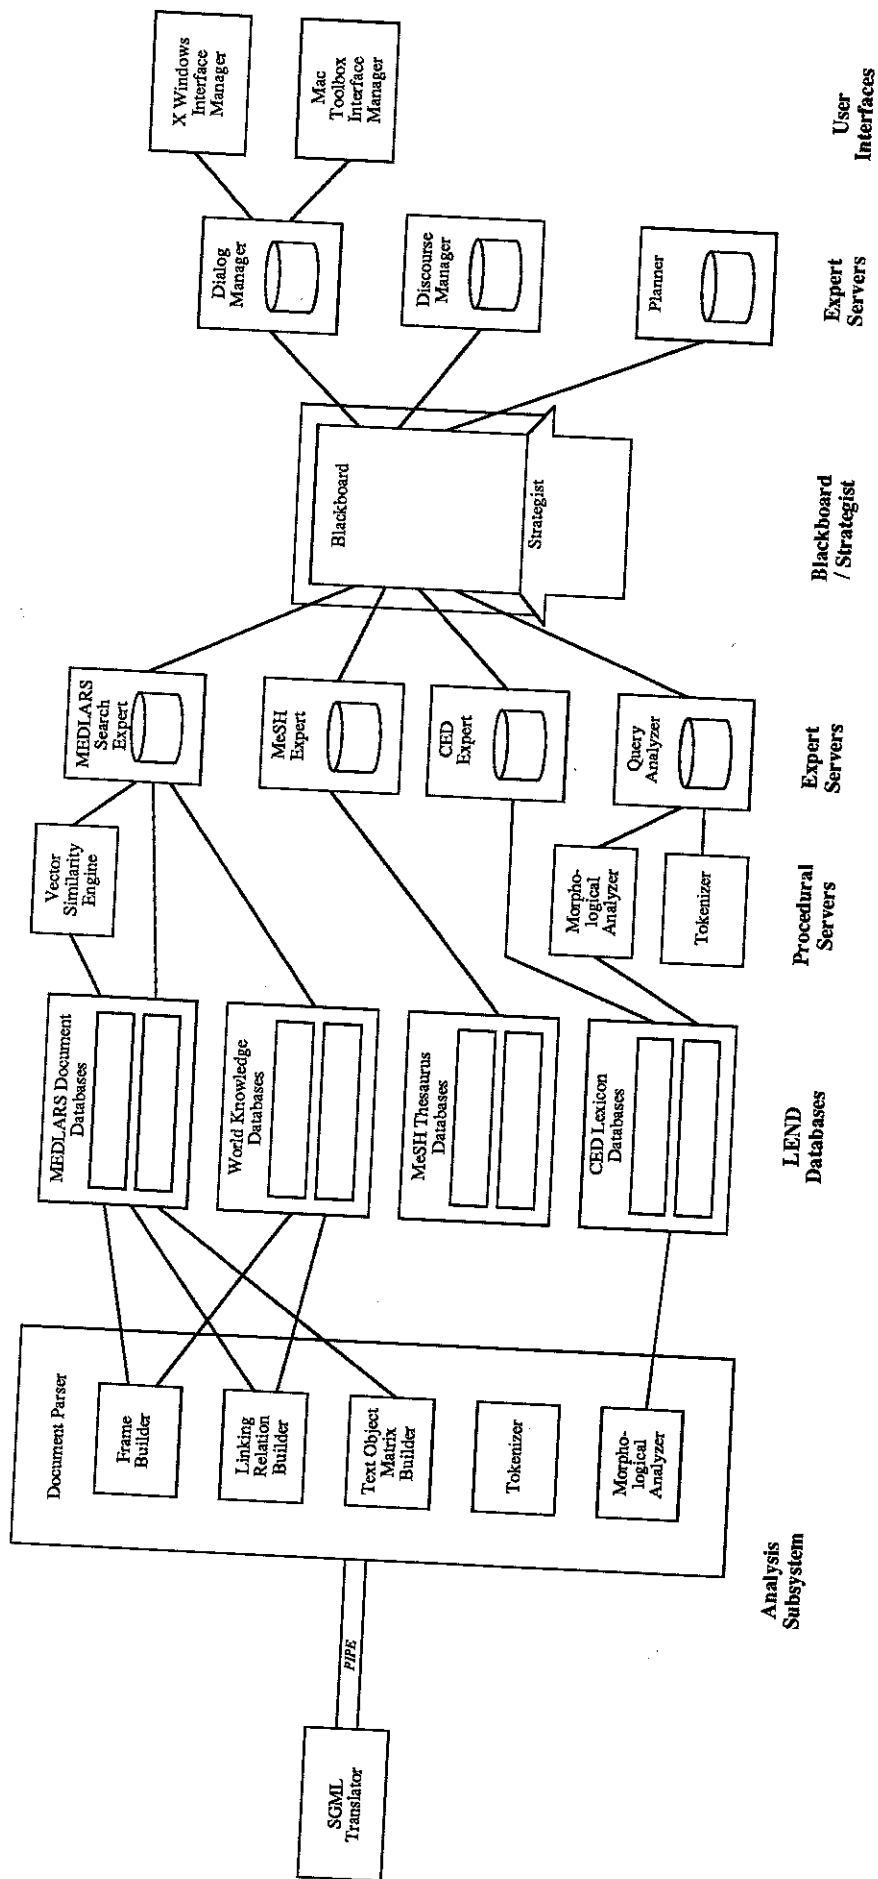 SGML
Translator
PIPE
Document Parser
Frame
Builder
Linking
Relation
Builder
Text Object
Matrix
Builder
Tokenizer
Morpho-
logical
Analyzer
Analysis
Subsystem
MEDLARS Document
Databases
World Knowledge
Databases
MeSH Thesaurus
Databases
CED Lexicon
Databases
LEND
Databases
Vector
Similarity
Engine
Morpho-
logical
Analyzer
Tokenizer
Procedural
Servers
MEDLARS
Search
Expert
MeSH
Expert
CED
Expert
Query
Analyzer
Expert
Servers
Blackboard
Strategist
Blackboard
/ Strategist
Dialog
Manager
Discourse
Manager
Planner
Expert
Servers
X Windows
Interface
Manager
Mac
Toolbox
Interface
Manager
User
Interfaces